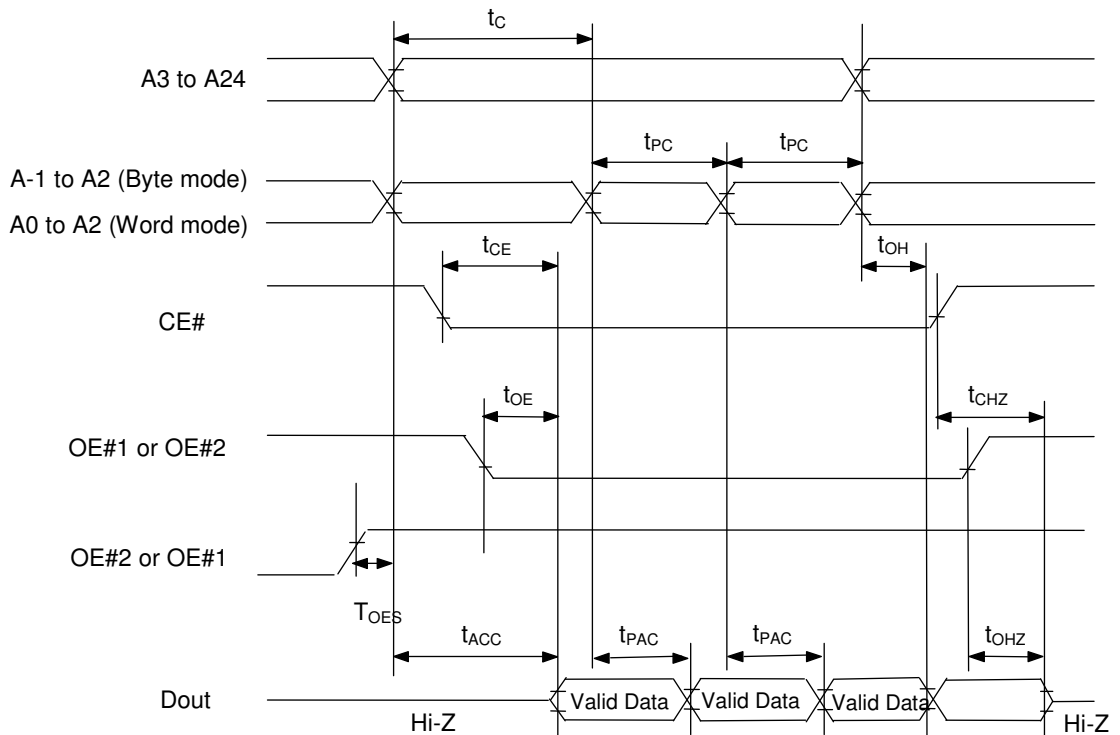 tC
A3 to A24
tPC tPC
A-1 to A2 (Byte mode)
A0 to A2 (Word mode)
tCE tOH
CE#
tOE tCHZ
OE#1 or OE#2
OE#2 or OE#1
TOES
tACC tPAC tPAC tOHZ
Dout Valid Data Valid Data Valid Data
Hi-Z Hi-Z